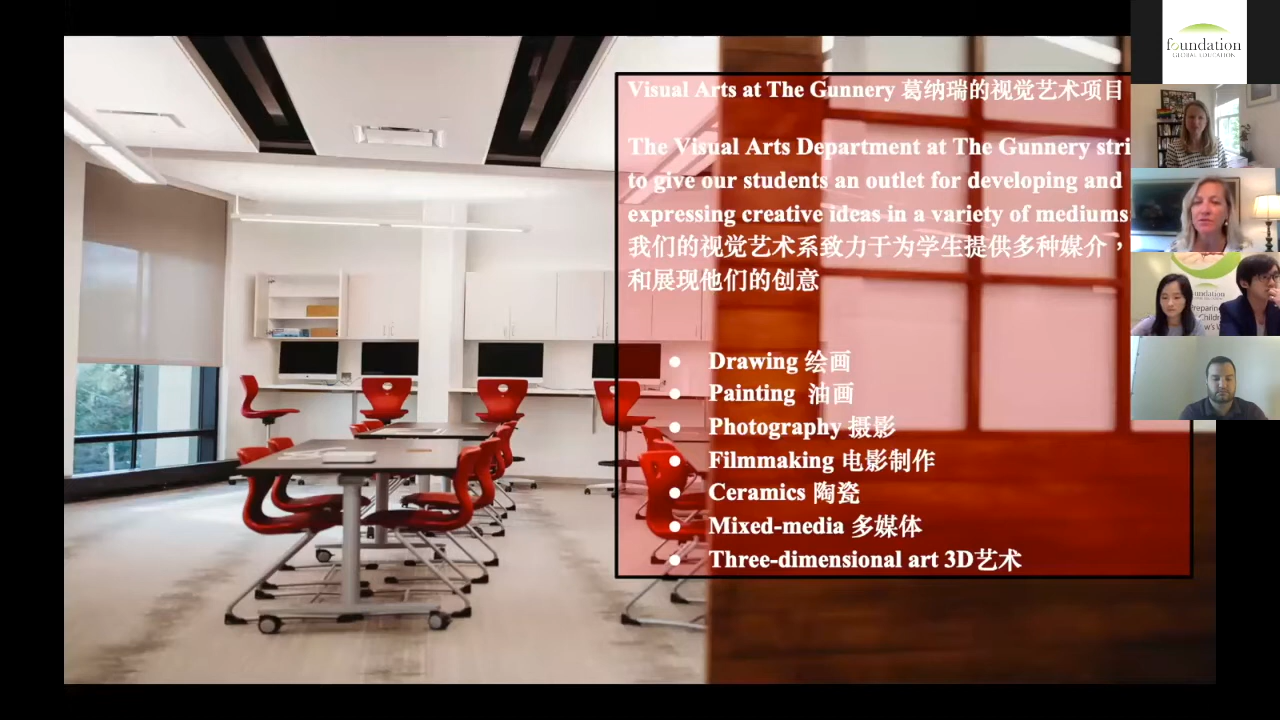 Visual Arts at The Gunnery 葛纳瑞的视觉艺术项目
The Visual Arts Department at The Gunnery stri
to give our students an outlet for developing and
expressing creative ideas in a variety of mediums
我们的视觉艺术系致力于为学生提供多种媒介，
和展现他们的创意
● Drawing 绘画
● Painting 油画
● Photography 摄影
● Filmmaking 电影制作
● Ceramics 陶瓷
● Mixed-media 多媒体
● Three-dimensional art 3D艺术
foundation
GLOBAL EDUCATION